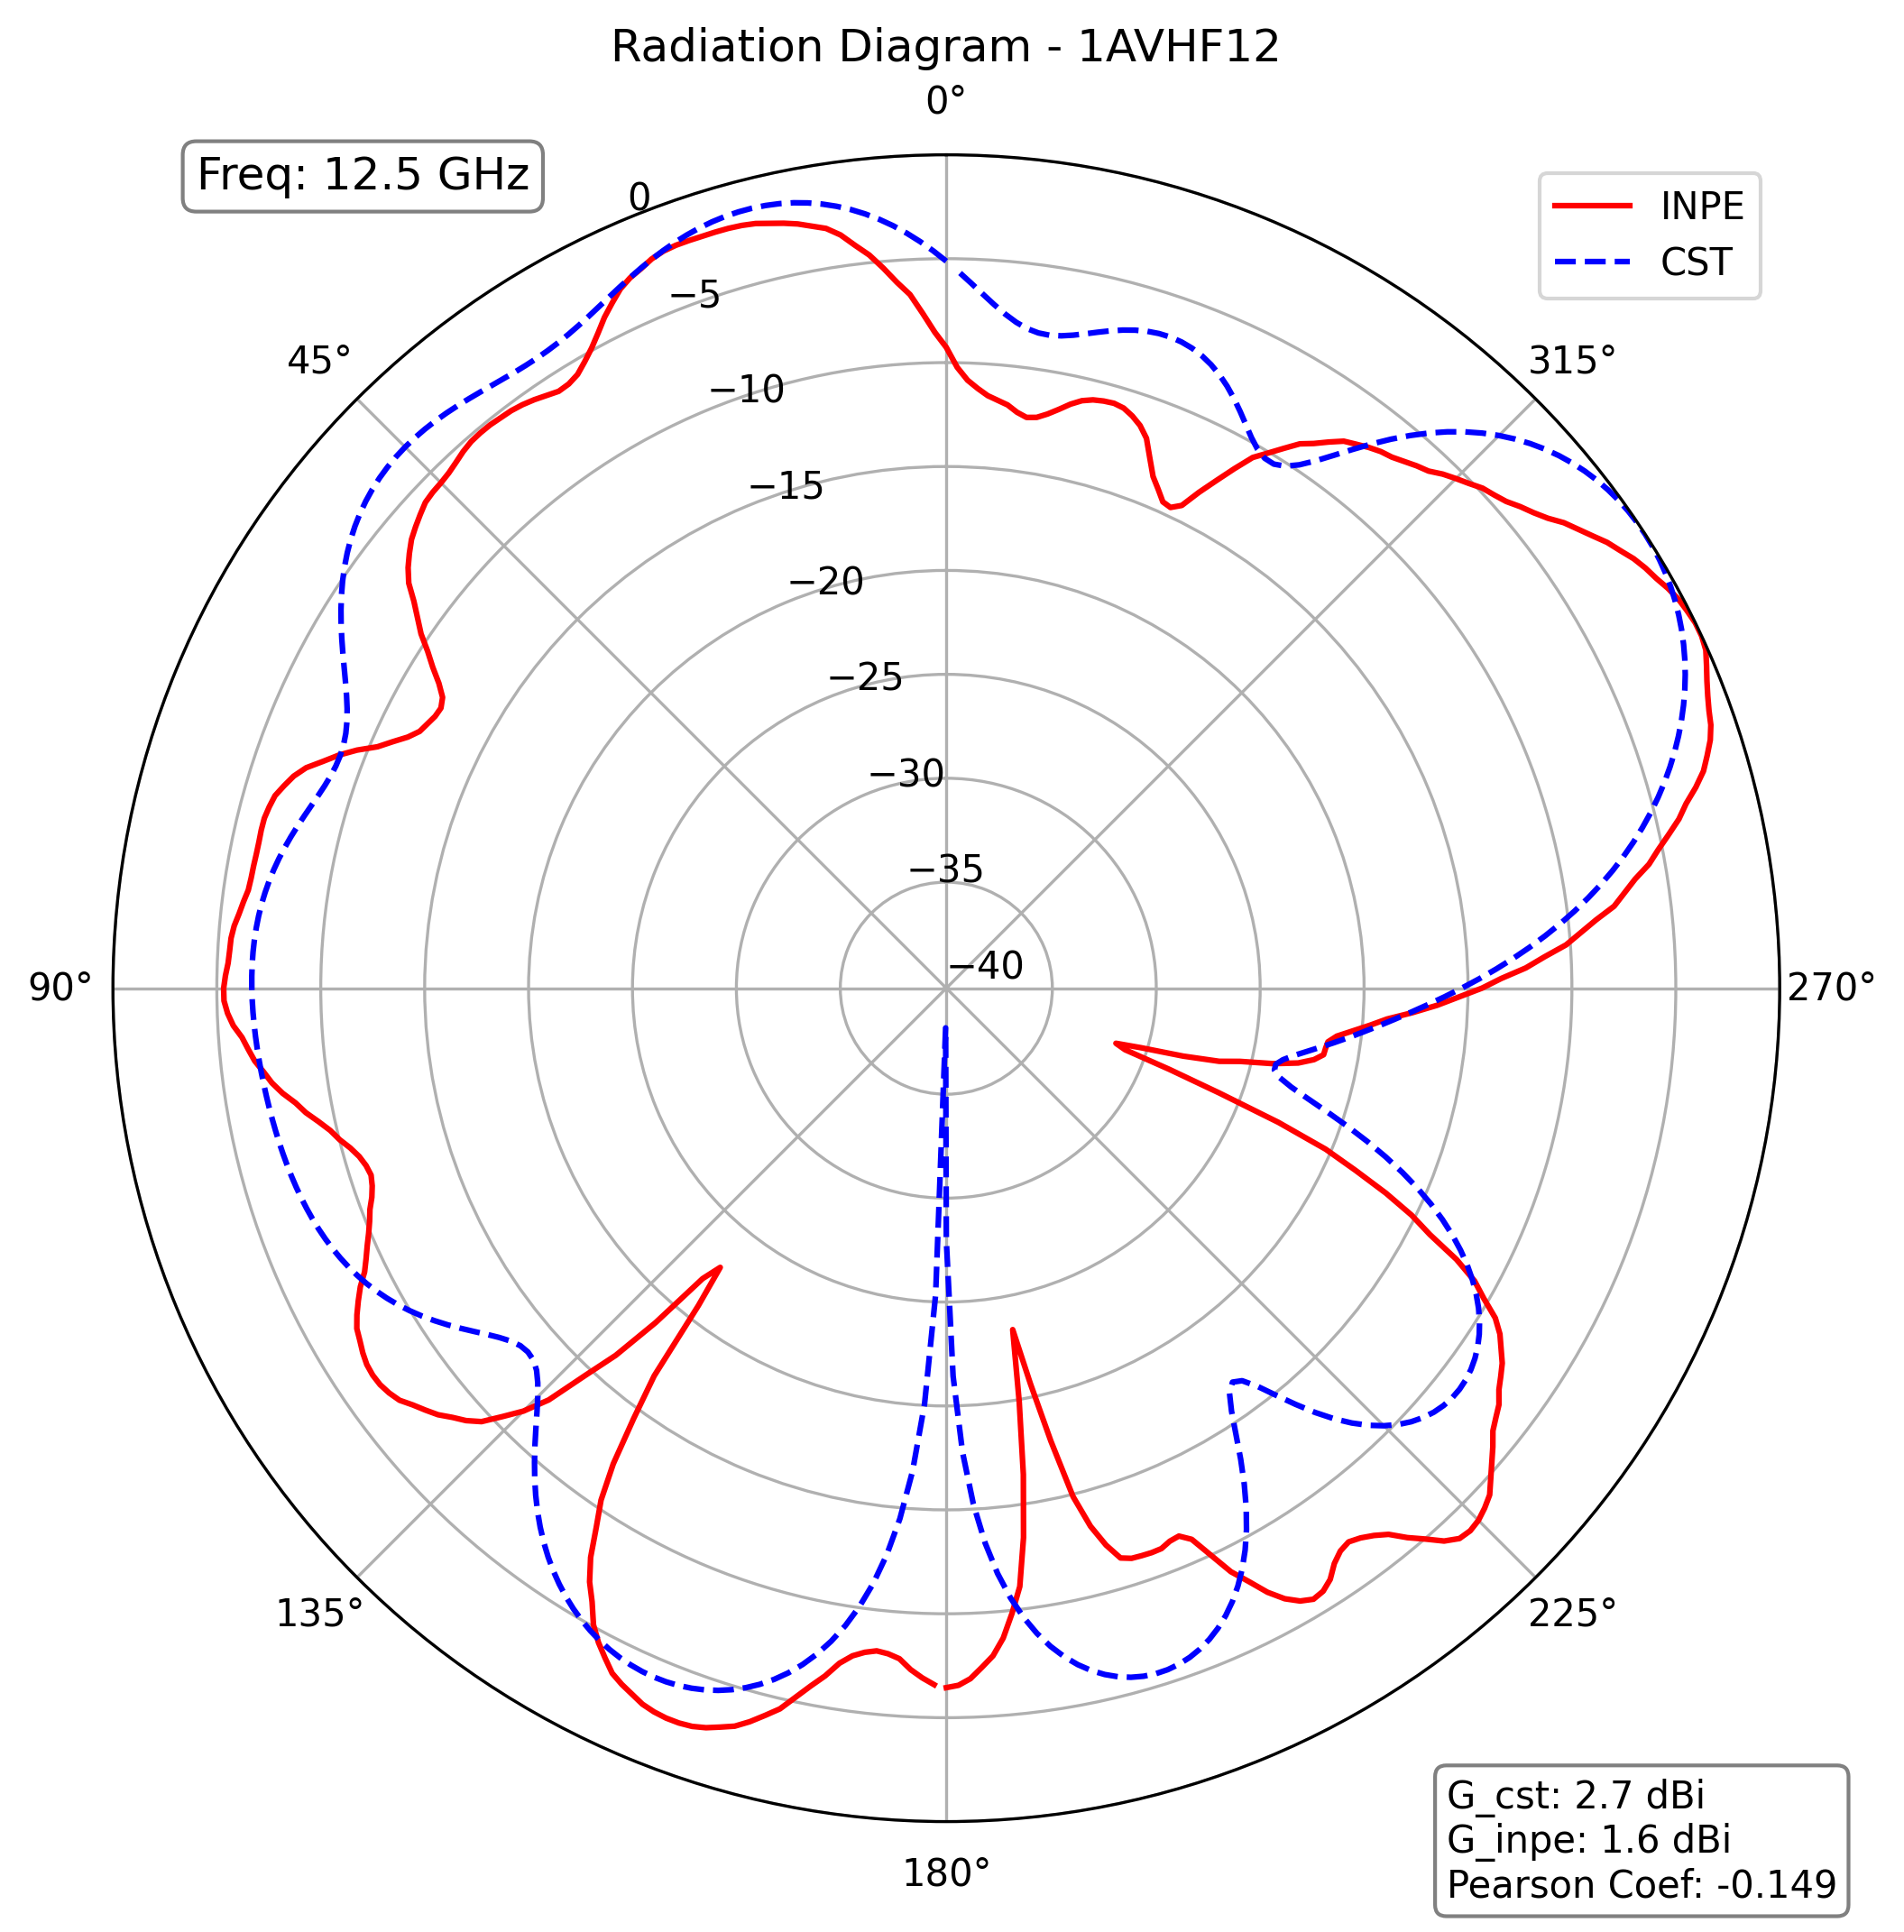 Radiation Diagram - 1AVHF12
0°
Freq: 12.5 GHz
INPE
CST
0
−5
45°
315°
−10
−15
−20
−25
−30
−35
−40
90°
270°
135°
225°
180°
G_cst: 2.7 dBi
G_inpe: 1.6 dBi
Pearson Coef: -0.149